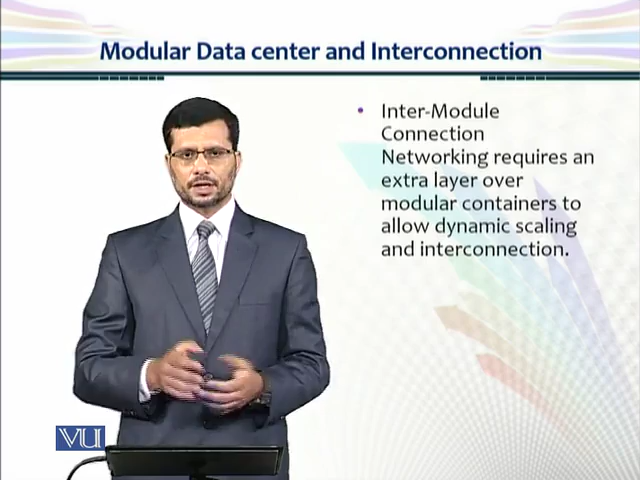 Modular Data center and Interconnection
• Inter-Module
Connection
Networking requires an
extra layer over
modular containers to
allow dynamic scaling
and interconnection.
VU